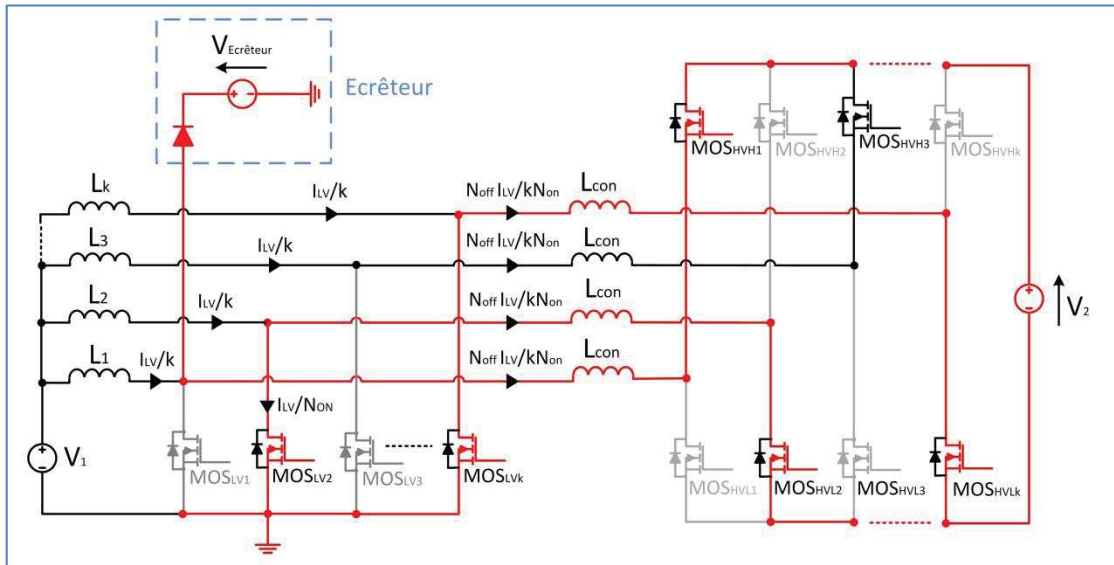 VEcrêteur
Ecrêteur
MOSHVH1
MOSHVH2
MOSHVH3
MOSHVHk
Lk
ILV/k
Noff ILV/kNon
Lcon
L3
ILV/k
Noff ILV/kNon
Lcon
L2
ILV/k
Noff ILV/kNon
Lcon
L1
ILV/k
Noff ILV/kNon
Lcon
V2
ILV/NON
V1
MOSLV1
MOSLV2
MOSLV3
MOSLVk
MOSHVL1
MOSHVL2
MOSHVL3
MOSHVLk